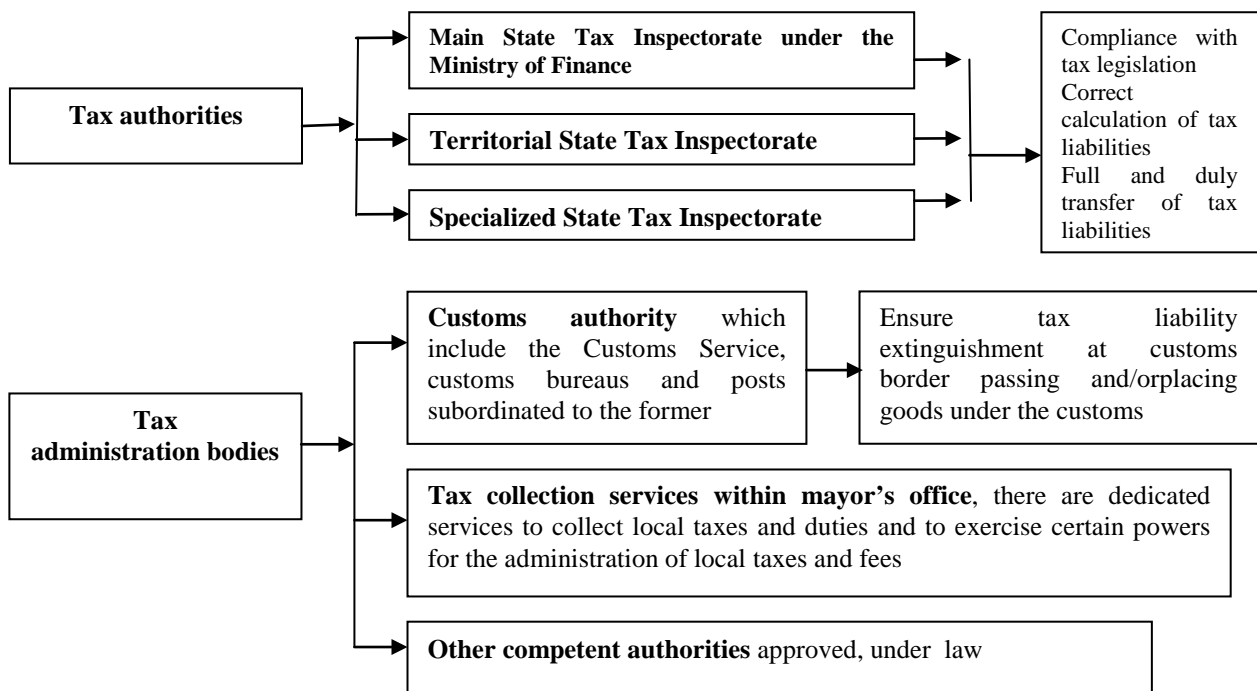 Main State Tax Inspectorate under the
Ministry of Finance
Tax authorities
Territorial State Tax Inspectorate
Specialized State Tax Inspectorate
Compliance with
tax legislation
Correct
calculation of tax
liabilities
Full and duly
transfer of tax
liabilities
Tax
administration bodies
Customs authority which
include the Customs Service,
customs bureaus and posts
subordinated to the former
Ensure tax liability
extinguishment at customs
border passing and/orplacing
goods under the customs
Tax collection services within mayor's office, there are dedicated
services to collect local taxes and duties and to exercise certain powers
for the administration of local taxes and fees
Other competent authorities approved, under law